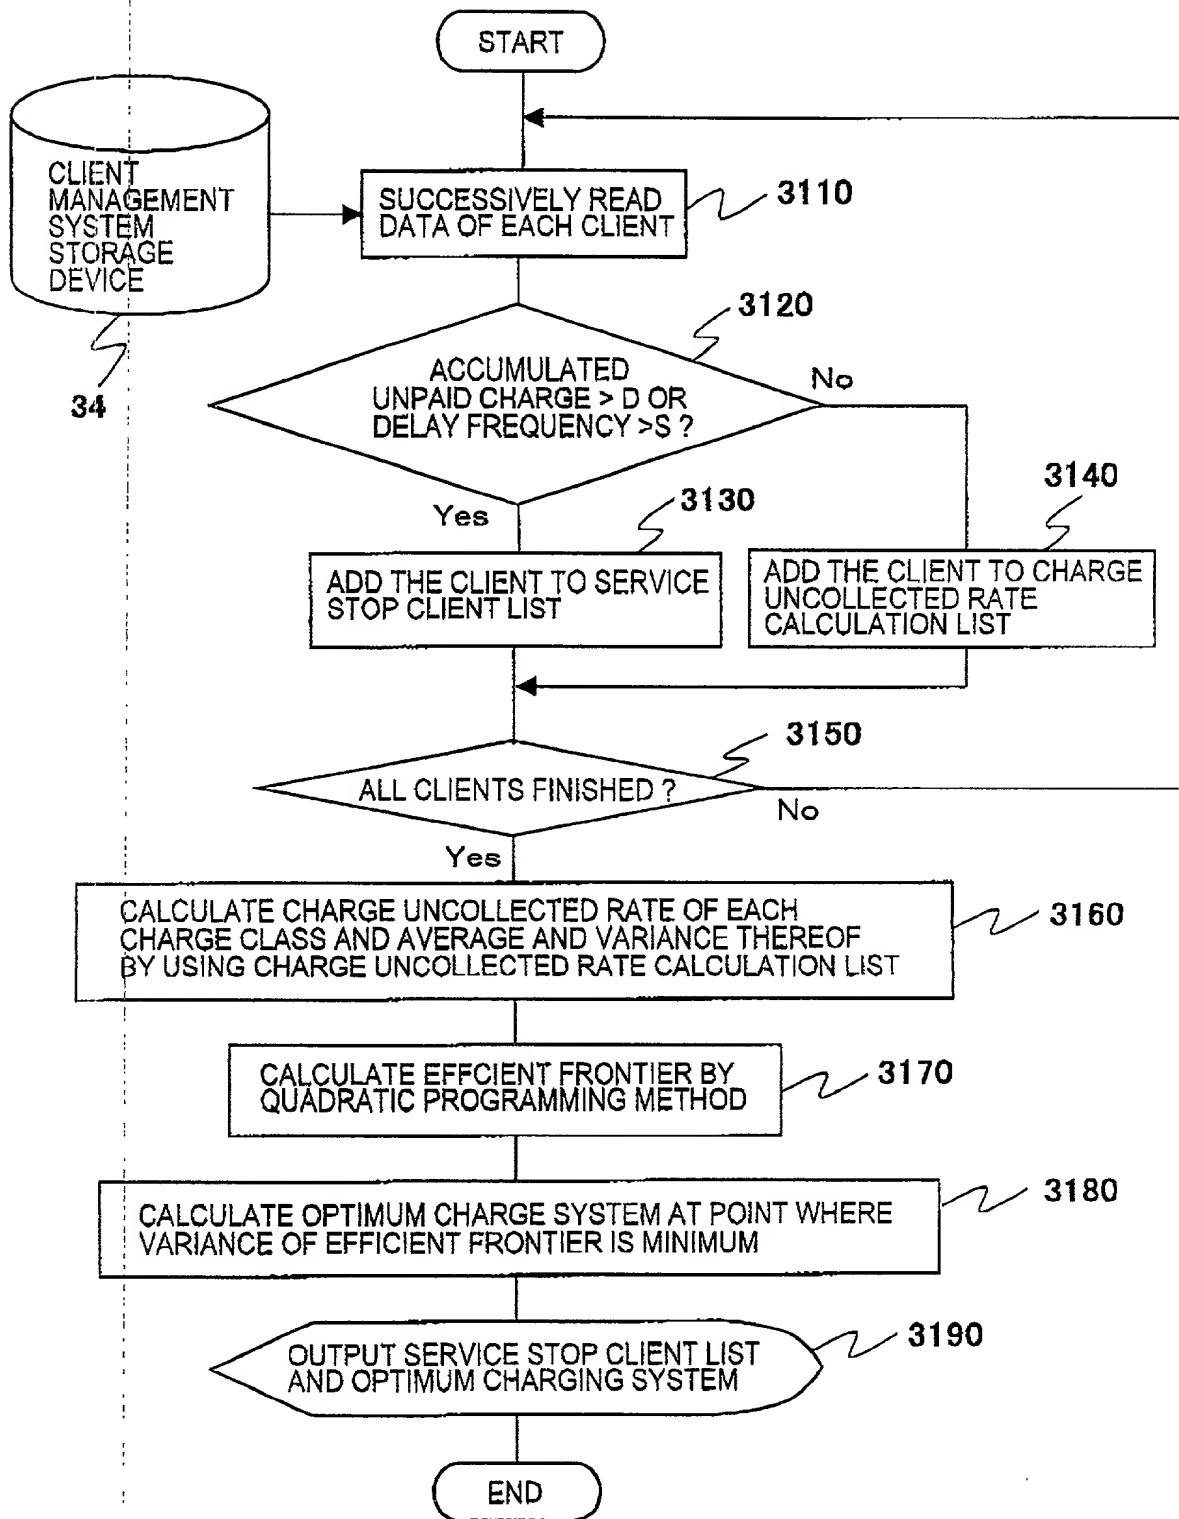 START
CLIENT
MANAGEMENT
SYSTEM
STORAGE
DEVICE
34
SUCCESSIVELY READ
DATA OF EACH CLIENT
3110
3120
ACCUMULATED
UNPAID CHARGE > D OR
DELAY FREQUENCY >S ?
No
Yes
3130
3140
ADD THE CLIENT TO SERVICE
STOP CLIENT LIST
ADD THE CLIENT TO CHARGE
UNCOLLECTED RATE
CALCULATION LIST
3150
ALL CLIENTS FINISHED ?
No
Yes
3160
CALCULATE CHARGE UNCOLLECTED RATE OF EACH
CHARGE CLASS AND AVERAGE AND VARIANCE THEREOF
BY USING CHARGE UNCOLLECTED RATE CALCULATION LIST
3170
CALCULATE EFFCIENT FRONTIER BY
QUADRATIC PROGRAMMING METHOD
3180
CALCULATE OPTIMUM CHARGE SYSTEM AT POINT WHERE
VARIANCE OF EFFICIENT FRONTIER IS MINIMUM
3190
OUTPUT SERVICE STOP CLIENT LIST
AND OPTIMUM CHARGING SYSTEM
END